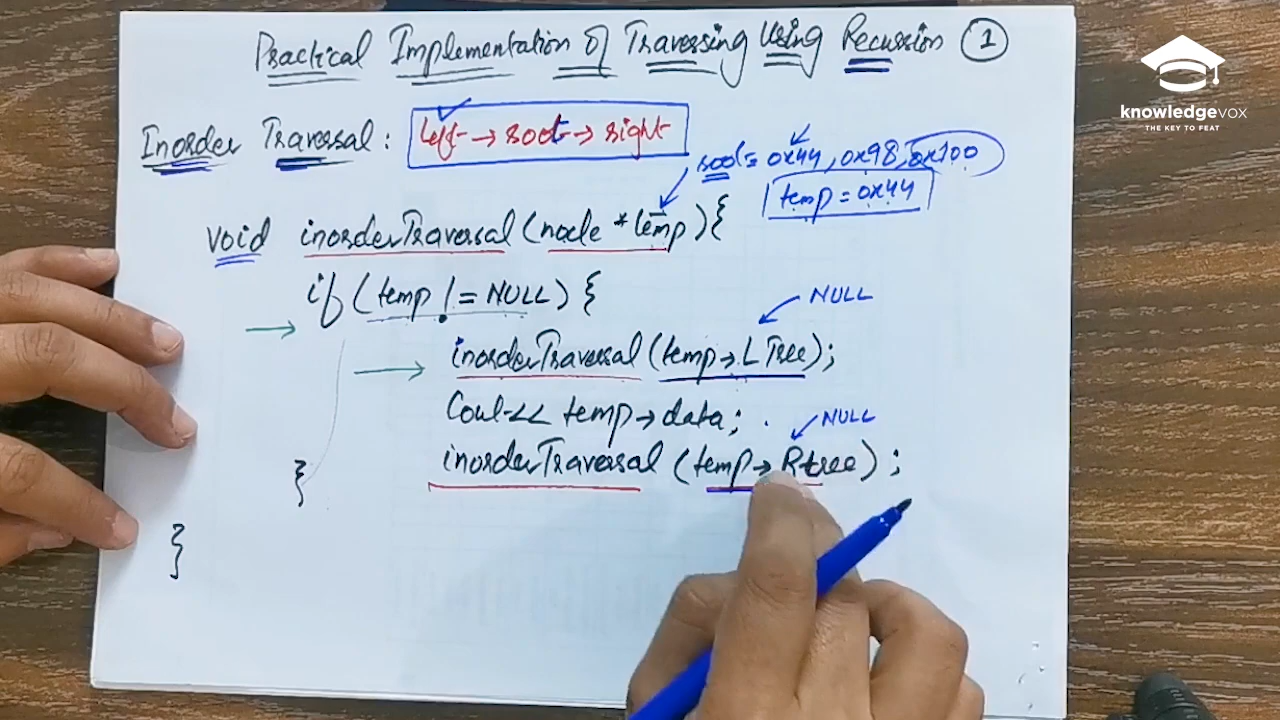 Practical Implementation of Traversing Using Recursion 1
knowledgevox
THE KEY TO FEAT
Inorder Traversal: Left → root → right
root = 0x44, 0x98, 0x100
temp = 0x44
void inorderTraversal (node *temp) {
if (temp != NULL) {
NULL
inorderTraversal (temp→LTree);
Cout<< temp→data;
NULL
inorderTraversal (temp→Rtree);
}
}